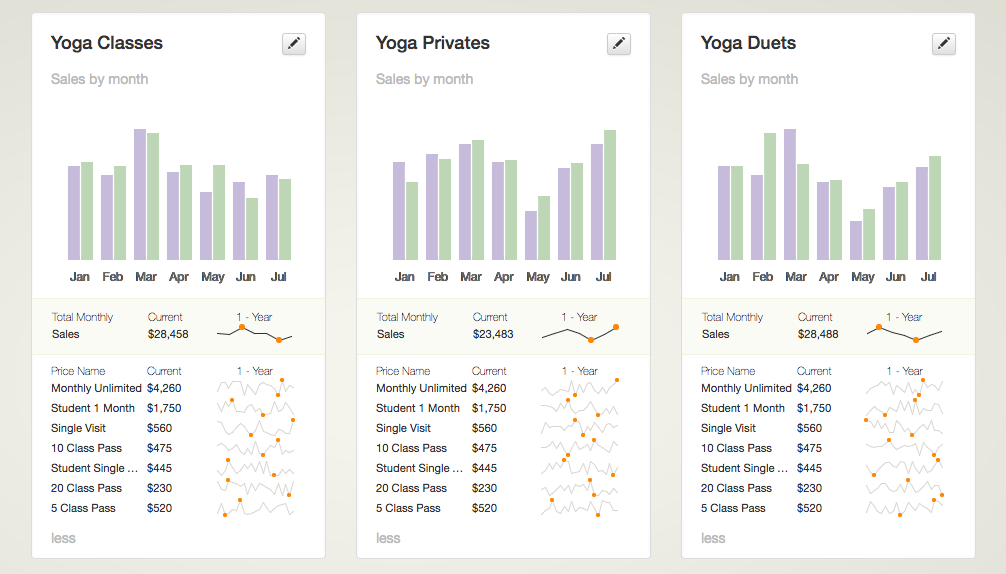 Yoga Classes
Sales by month
Jan Feb Mar Apr May Jun Jul
Total Monthly Current 1 - Year
Sales $28,458
Price Name Current 1 - Year
Monthly Unlimited $4,260
Student 1 Month $1,750
Single Visit $560
10 Class Pass $475
Student Single ... $445
20 Class Pass $230
5 Class Pass $520
less
Yoga Privates
Sales by month
Jan Feb Mar Apr May Jun Jul
Total Monthly Current 1 - Year
Sales $23,483
Price Name Current 1 - Year
Monthly Unlimited $4,260
Student 1 Month $1,750
Single Visit $560
10 Class Pass $475
Student Single ... $445
20 Class Pass $230
5 Class Pass $520
less
Yoga Duets
Sales by month
Jan Feb Mar Apr May Jun Jul
Total Monthly Current 1 - Year
Sales $28,488
Price Name Current 1 - Year
Monthly Unlimited $4,260
Student 1 Month $1,750
Single Visit $560
10 Class Pass $475
Student Single ... $445
20 Class Pass $230
5 Class Pass $520
less